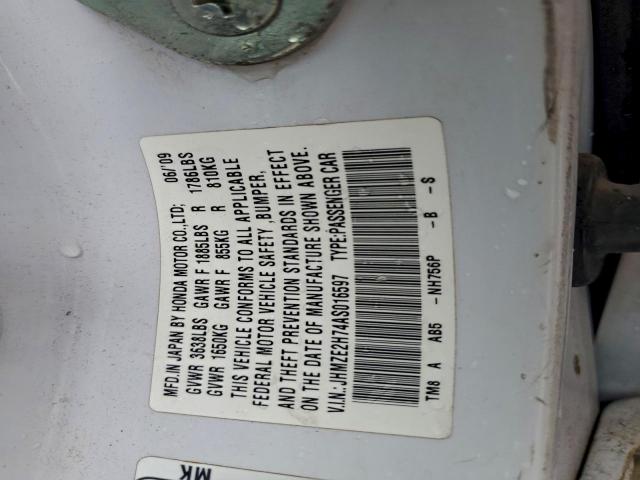 MFD.IN JAPAN BY HONDA MOTOR CO.,LTD; 06/'09
GVWR 3638LBS GAWR F 1885LBS R 1786LBS
GVWR 1650KG GAWR F 855KG R 810KG
THIS VEHICLE CONFORMS TO ALL APPLICABLE
FEDERAL MOTOR VEHICLE SAFETY ,BUMPER,
AND THEFT PREVENTION STANDARDS IN EFFECT
ON THE DATE OF MANUFACTURE SHOWN ABOVE.
V.I.N.:JHMZE2H74AS016597 TYPE:PASSENGER CAR
TM8 A AB5 -NH756P -B -S
MK